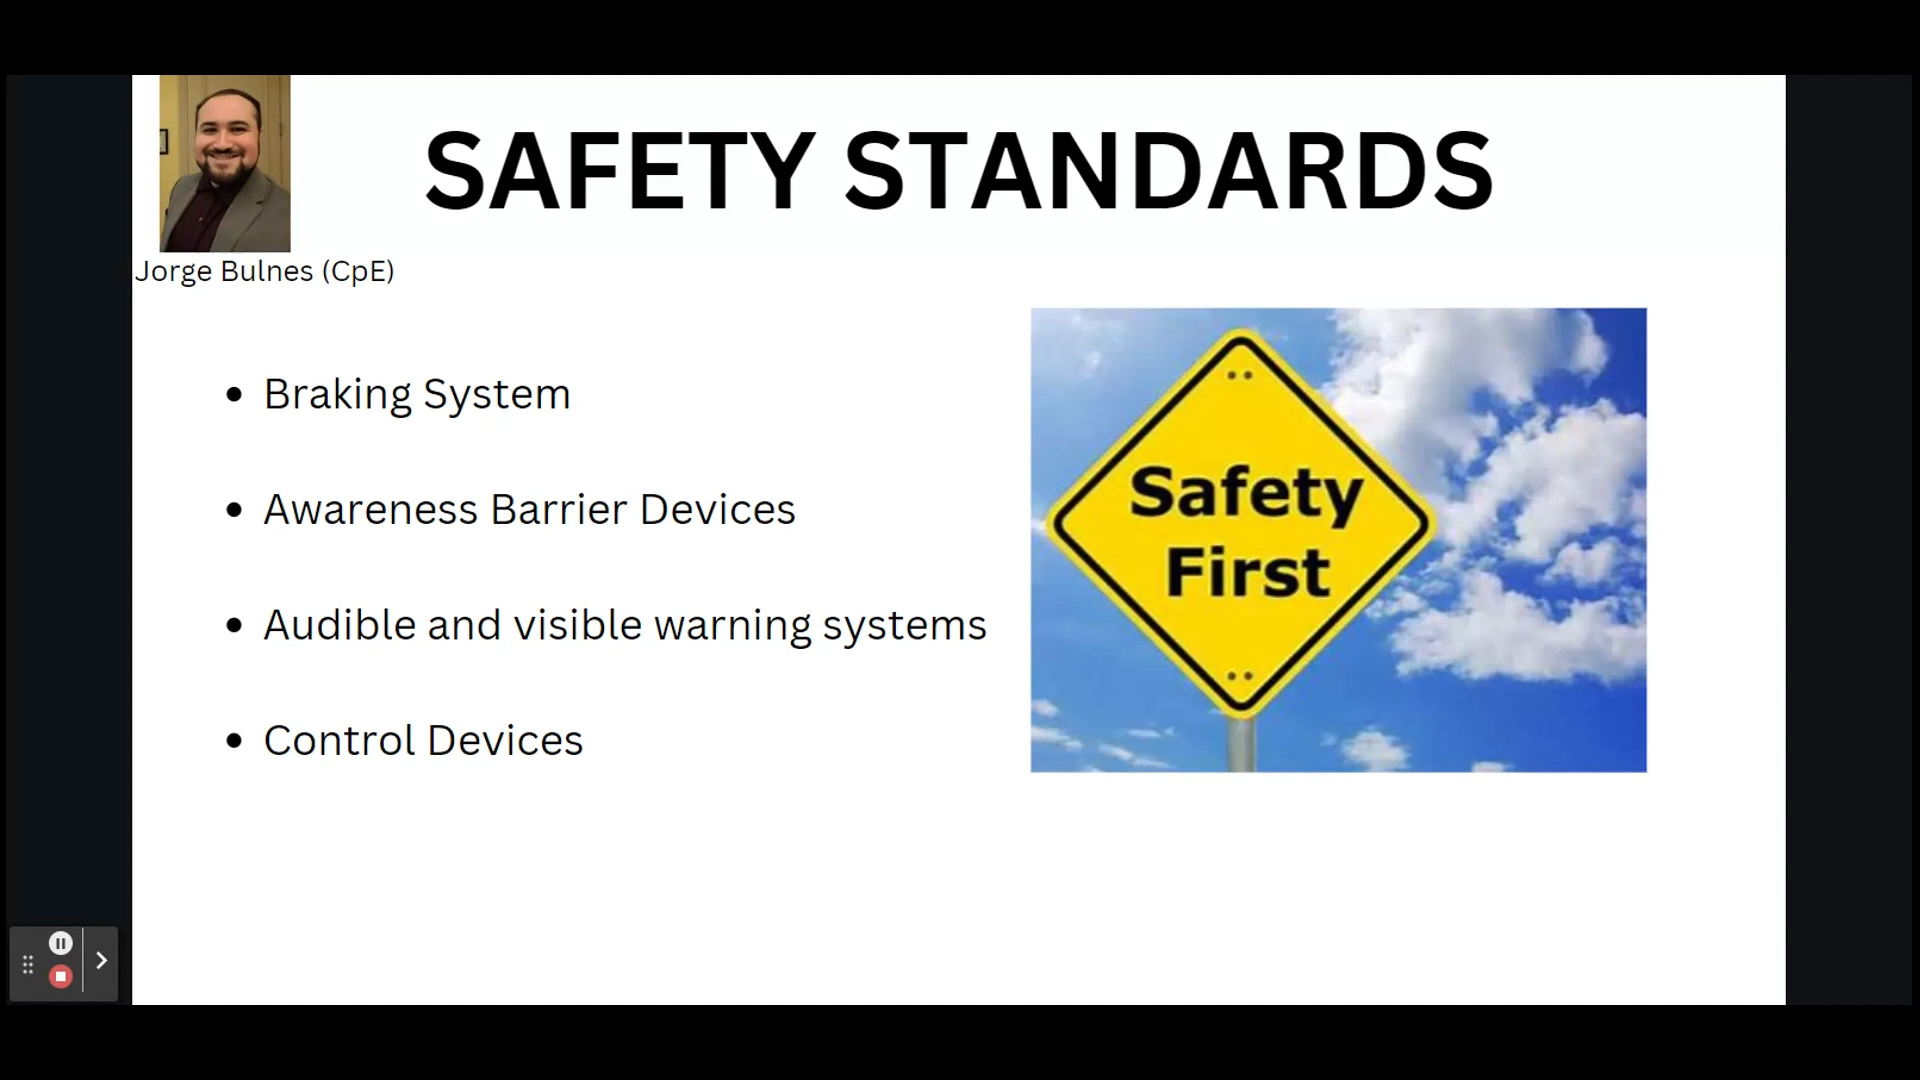 SAFETY STANDARDS
Jorge Bulnes (CpE)
• Braking System
• Awareness Barrier Devices
• Audible and visible warning systems
• Control Devices
Safety
First